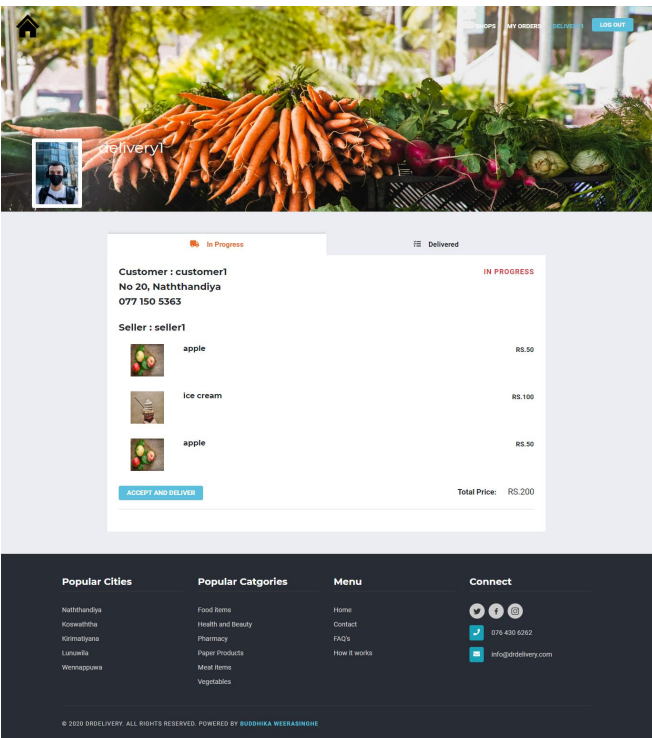 SHOPS MY ORDERS DELIVERY1 LOG OUT
delivery1
In Progress Delivered
Customer : customer1 IN PROGRESS
No 20, Naththandiya
077 150 5363
Seller : seller1
apple RS.50
ice cream RS.100
apple RS.50
ACCEPT AND DELIVER Total Price: RS.200
Popular Cities Popular Catgories Menu Connect
Naththandiya Food items Home
Koswaththa Health and Beauty Contact
Kirimatiyana Pharmacy FAQ's 076 430 6262
Lunuwila Paper Products How it works info@drdelivery.com
Wennappuwa Meat items
Vegetables
© 2020 DRDELIVERY. ALL RIGHTS RESERVED. POWERED BY BUDDHIKA WEERASINGHE